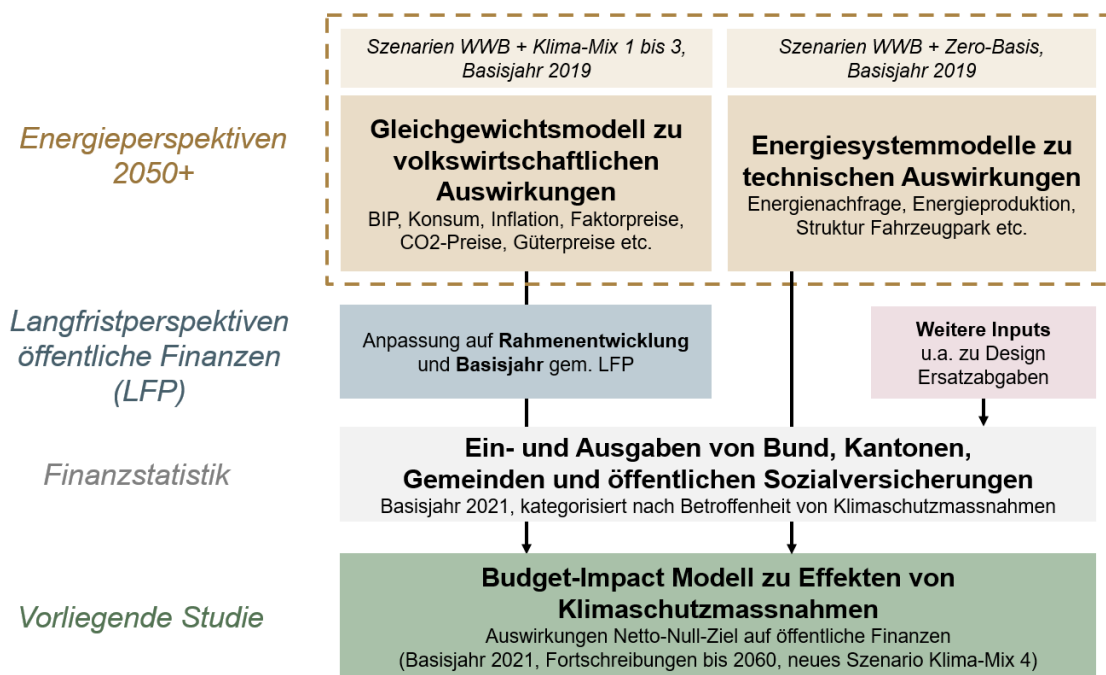 Szenarien WWB + Klima-Mix 1 bis 3,
Basisjahr 2019
Szenarien WWB + Zero-Basis,
Basisjahr 2019
Energieperspektiven
2050+
Gleichgewichtsmodell zu
volkswirtschaftlichen
Auswirkungen
BIP, Konsum, Inflation, Faktorpreise,
CO2-Preise, Güterpreise etc.
Energiesystemmodelle zu
technischen Auswirkungen
Energienachfrage, Energieproduktion,
Struktur Fahrzeugpark etc.
Langfristperspektiven
öffentliche Finanzen
(LFP)
Anpassung auf Rahmenentwicklung
und Basisjahr gem. LFP
Weitere Inputs
u.a. zu Design
Ersatzabgaben
Finanzstatistik
Ein- und Ausgaben von Bund, Kantonen,
Gemeinden und öffentlichen Sozialversicherungen
Basisjahr 2021, kategorisiert nach Betroffenheit von Klimaschutzmassnahmen
Vorliegende Studie
Budget-Impact Modell zu Effekten von
Klimaschutzmassnahmen
Auswirkungen Netto-Null-Ziel auf öffentliche Finanzen
(Basisjahr 2021, Fortschreibungen bis 2060, neues Szenario Klima-Mix 4)